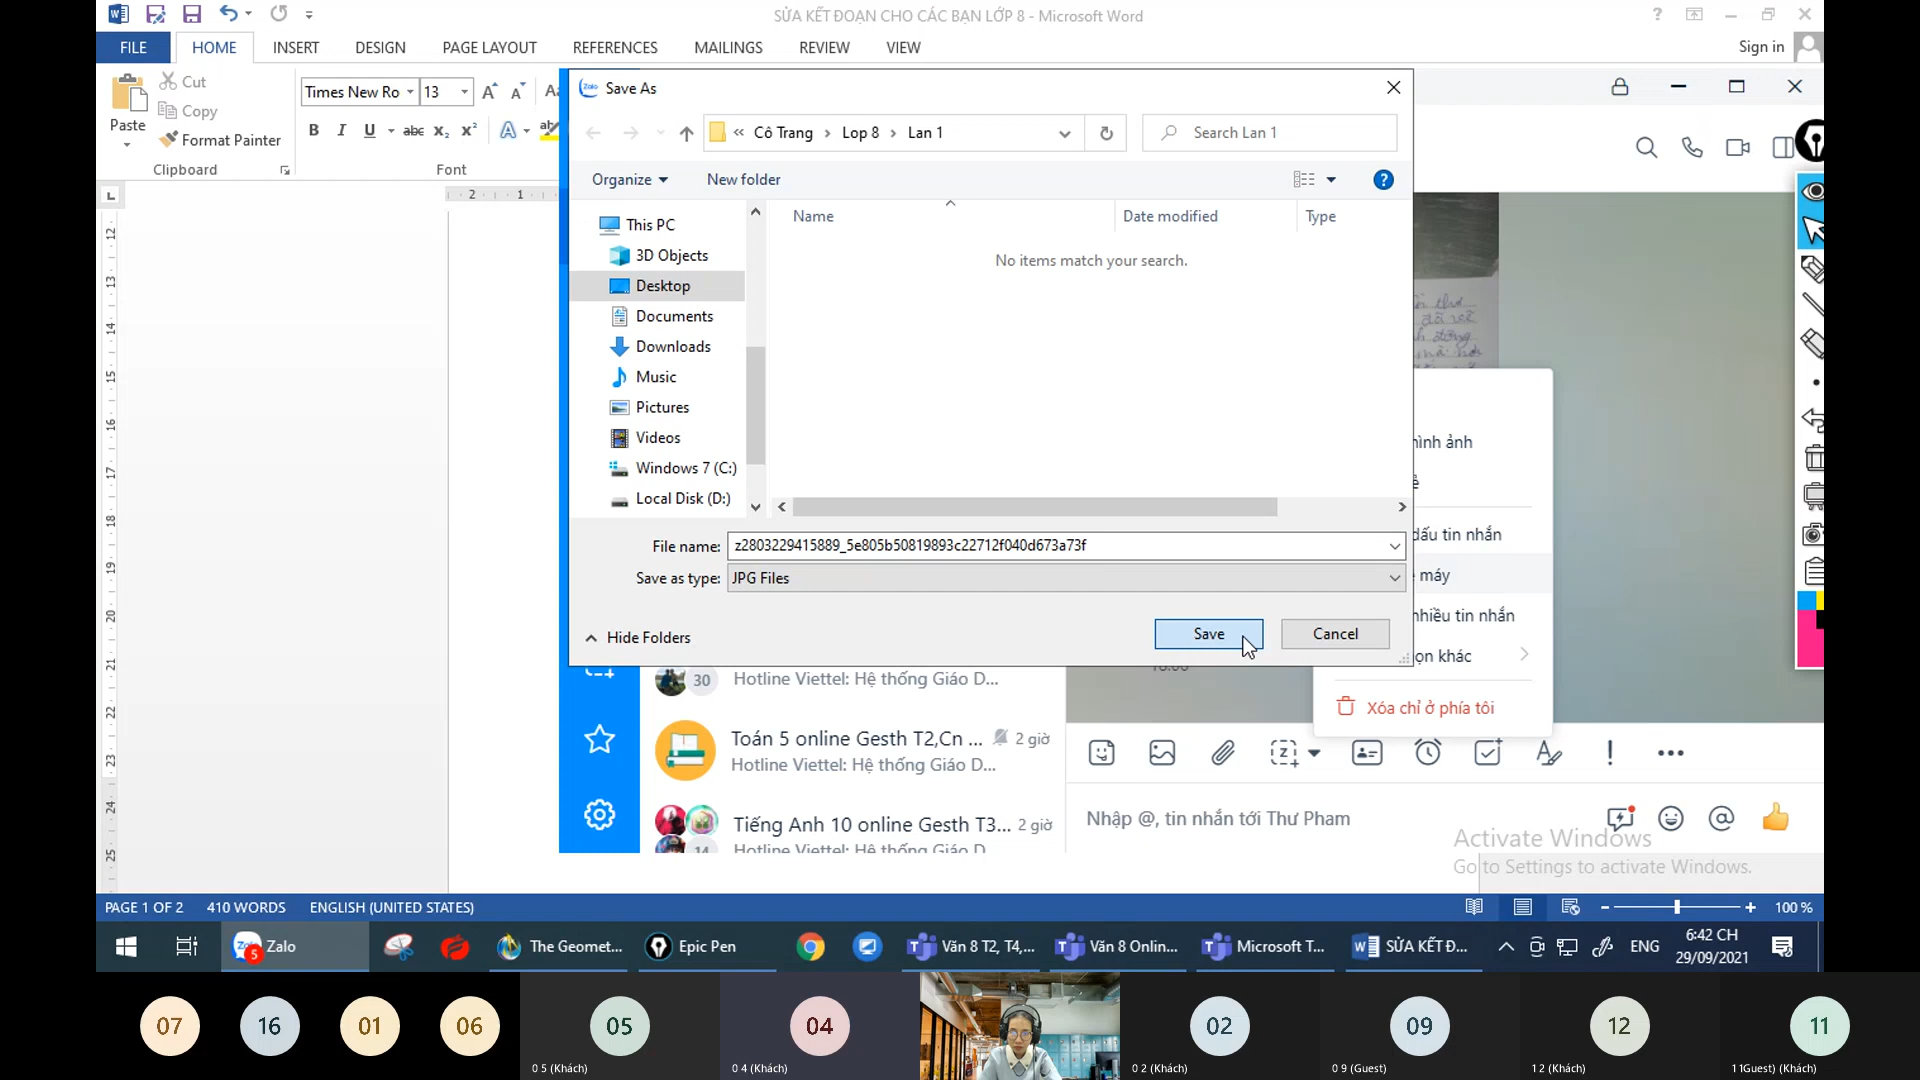 SỬA KẾT ĐOẠN CHO CÁC BẠN LỚP 8 - Microsoft Word
FILE
HOME
INSERT
DESIGN
PAGE LAYOUT
REFERENCES
MAILINGS
REVIEW
VIEW
Sign in
Paste
Cut
Copy
Format Painter
Clipboard
Times New Ro
13
Font
Save As
« Cô Trang › Lop 8 › Lan 1
Search Lan 1
Organize
New folder
This PC
3D Objects
Desktop
Documents
Downloads
Music
Pictures
Videos
Windows 7 (C:)
Local Disk (D:)
Name
Date modified
Type
No items match your search.
File name: z2803229415889_5e805b50819893c22712f040d673a73f
Save as type: JPG Files
Hide Folders
Save
Cancel
hình ảnh
dấu tin nhắn
máy
nhiều tin nhắn
ọn khác
Xóa chỉ ở phía tôi
30
Hotline Viettel: Hệ thống Giáo D...
Toán 5 online Gesth T2,Cn ...
2 giờ
Hotline Viettel: Hệ thống Giáo D...
Tiếng Anh 10 online Gesth T3...
2 giờ
14
Hotline Viettel: Hệ thống Giáo D
Nhập @, tin nhắn tới Thư Pham
Activate Windows
Go to Settings to activate Windows.
PAGE 1 OF 2
410 WORDS
ENGLISH (UNITED STATES)
100 %
Zalo
5
The Geomet...
Epic Pen
Văn 8 T2, T4,...
Văn 8 Onlin...
Microsoft T...
SỬA KẾT Đ...
ENG
6:42 CH
29/09/2021
07
16
01
06
05
0 5 (Khách)
04
0 4 (Khách)
02
0 2 (Khách)
09
0 9 (Guest)
12
1 2 (Khách)
11
1 1Guest) (Khách)